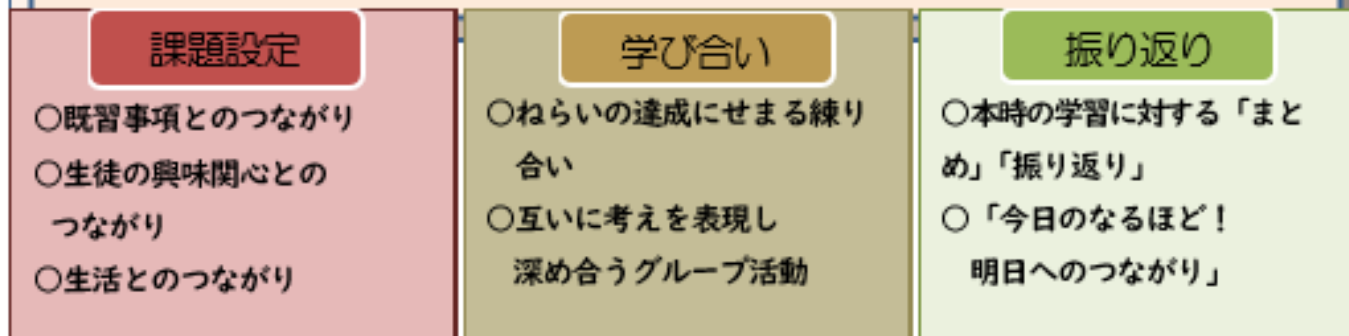 課題設定
○既習事項とのつながり
○生徒の興味関心との
つながり
○生活とのつながり
学び合い
○ねらいの達成にせまる練り
合い
○互いに考えを表現し
深め合うグループ活動
振り返り
○本時の学習に対する「まと
め」「振り返り」
○「今日のなるほど！
明日へのつながり」